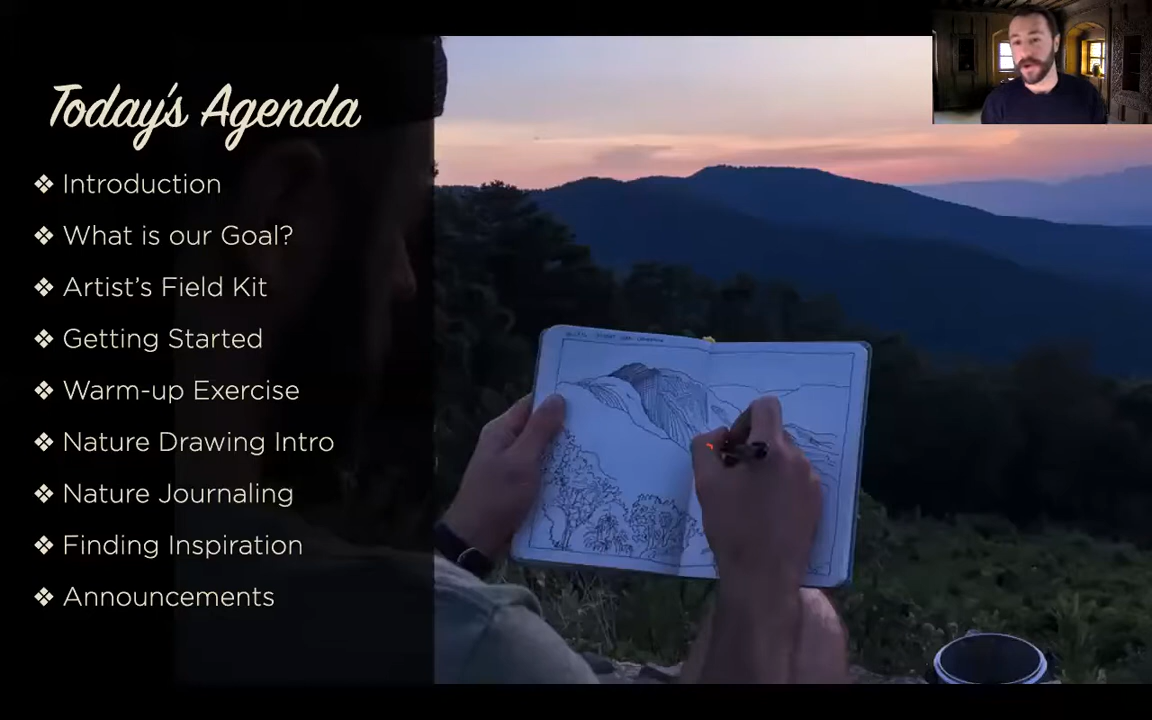 Today's Agenda
❖ Introduction
❖ What is our Goal?
❖ Artist's Field Kit
❖ Getting Started
❖ Warm-up Exercise
❖ Nature Drawing Intro
❖ Nature Journaling
❖ Finding Inspiration
❖ Announcements